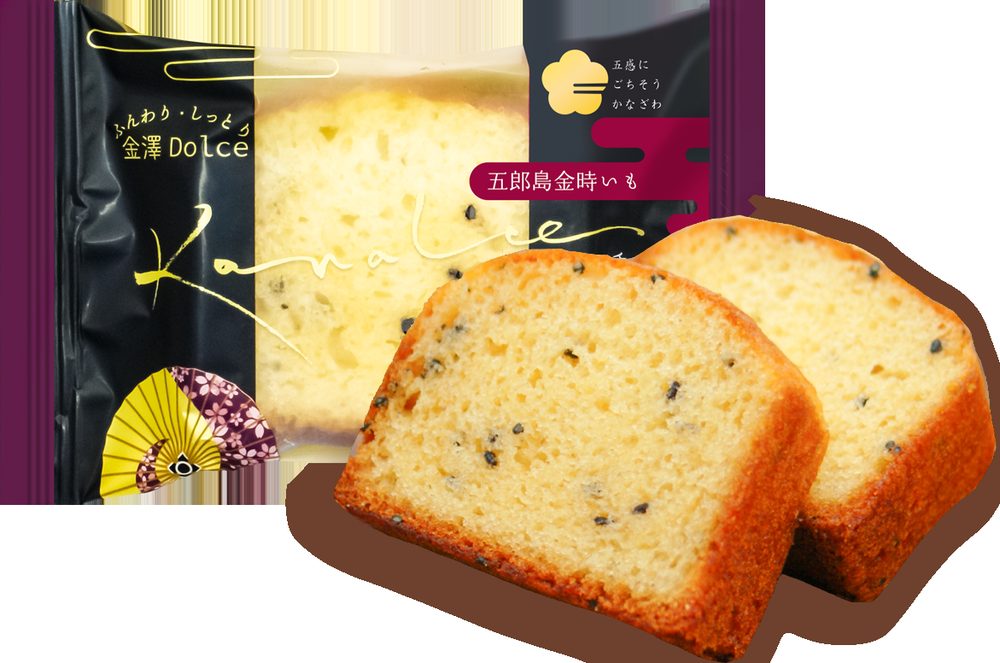 ふんわり・しっとり
金澤 Dolce
五感に
ごちそう
かなざわ
五郎島金時いも
Kanalce